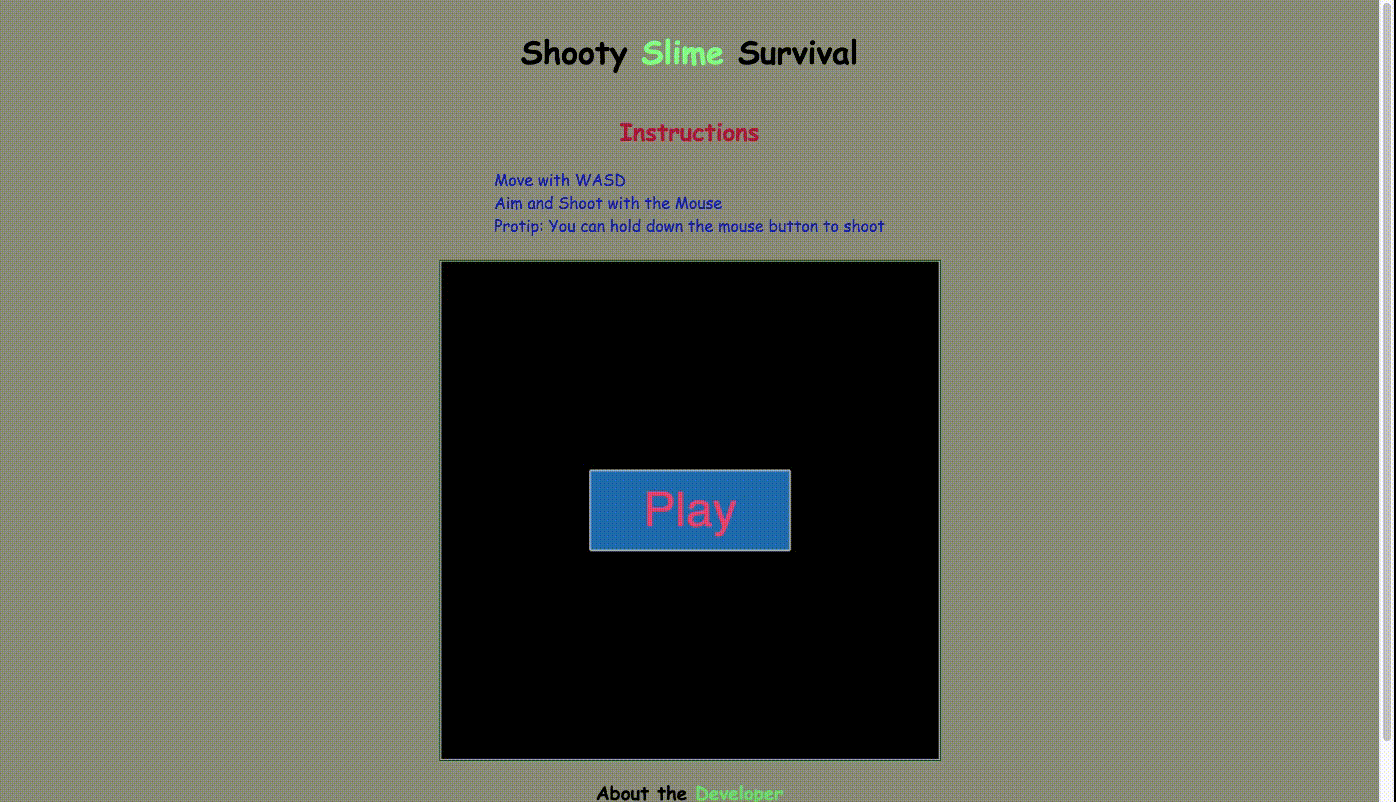 Shooty Slime Survival
Instructions
Move with WASD
Aim and Shoot with the Mouse
Protip: You can hold down the mouse button to shoot
Play
About the Developer